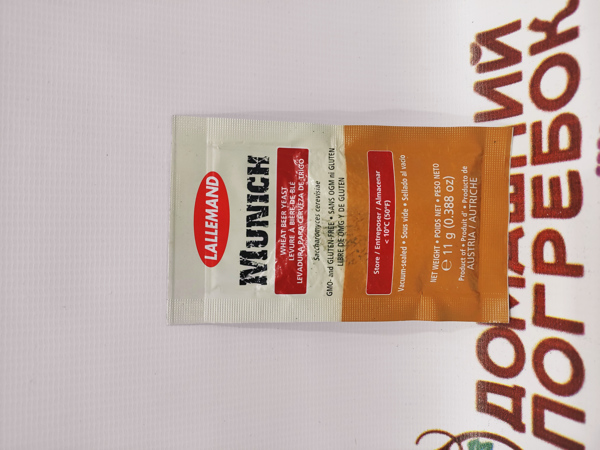 LALLEMAND
MUNICH
WHEAT BEER YEAST
LEVURE À BIÈRE DE BLÉ
LEVADURA PARA CERVEZA DE TRIGO
Saccharomyces cerevisiae
GMO- and GLUTEN-FREE • SANS OGM ni GLUTEN
LIBRE DE OMG Y DE GLUTEN
Store / Entreposer / Almacenar
< 10°C (50°F)
Vacuum-sealed • Sous vide • Sellado al vacío
NET WEIGHT • POIDS NET • PESO NETO
℮ 11 g (0.388 oz)
Product of • Produit d' • Producto de
AUSTRIA / AUTRICHE
ДОМАШНИЙ
ПОГРЕБОК